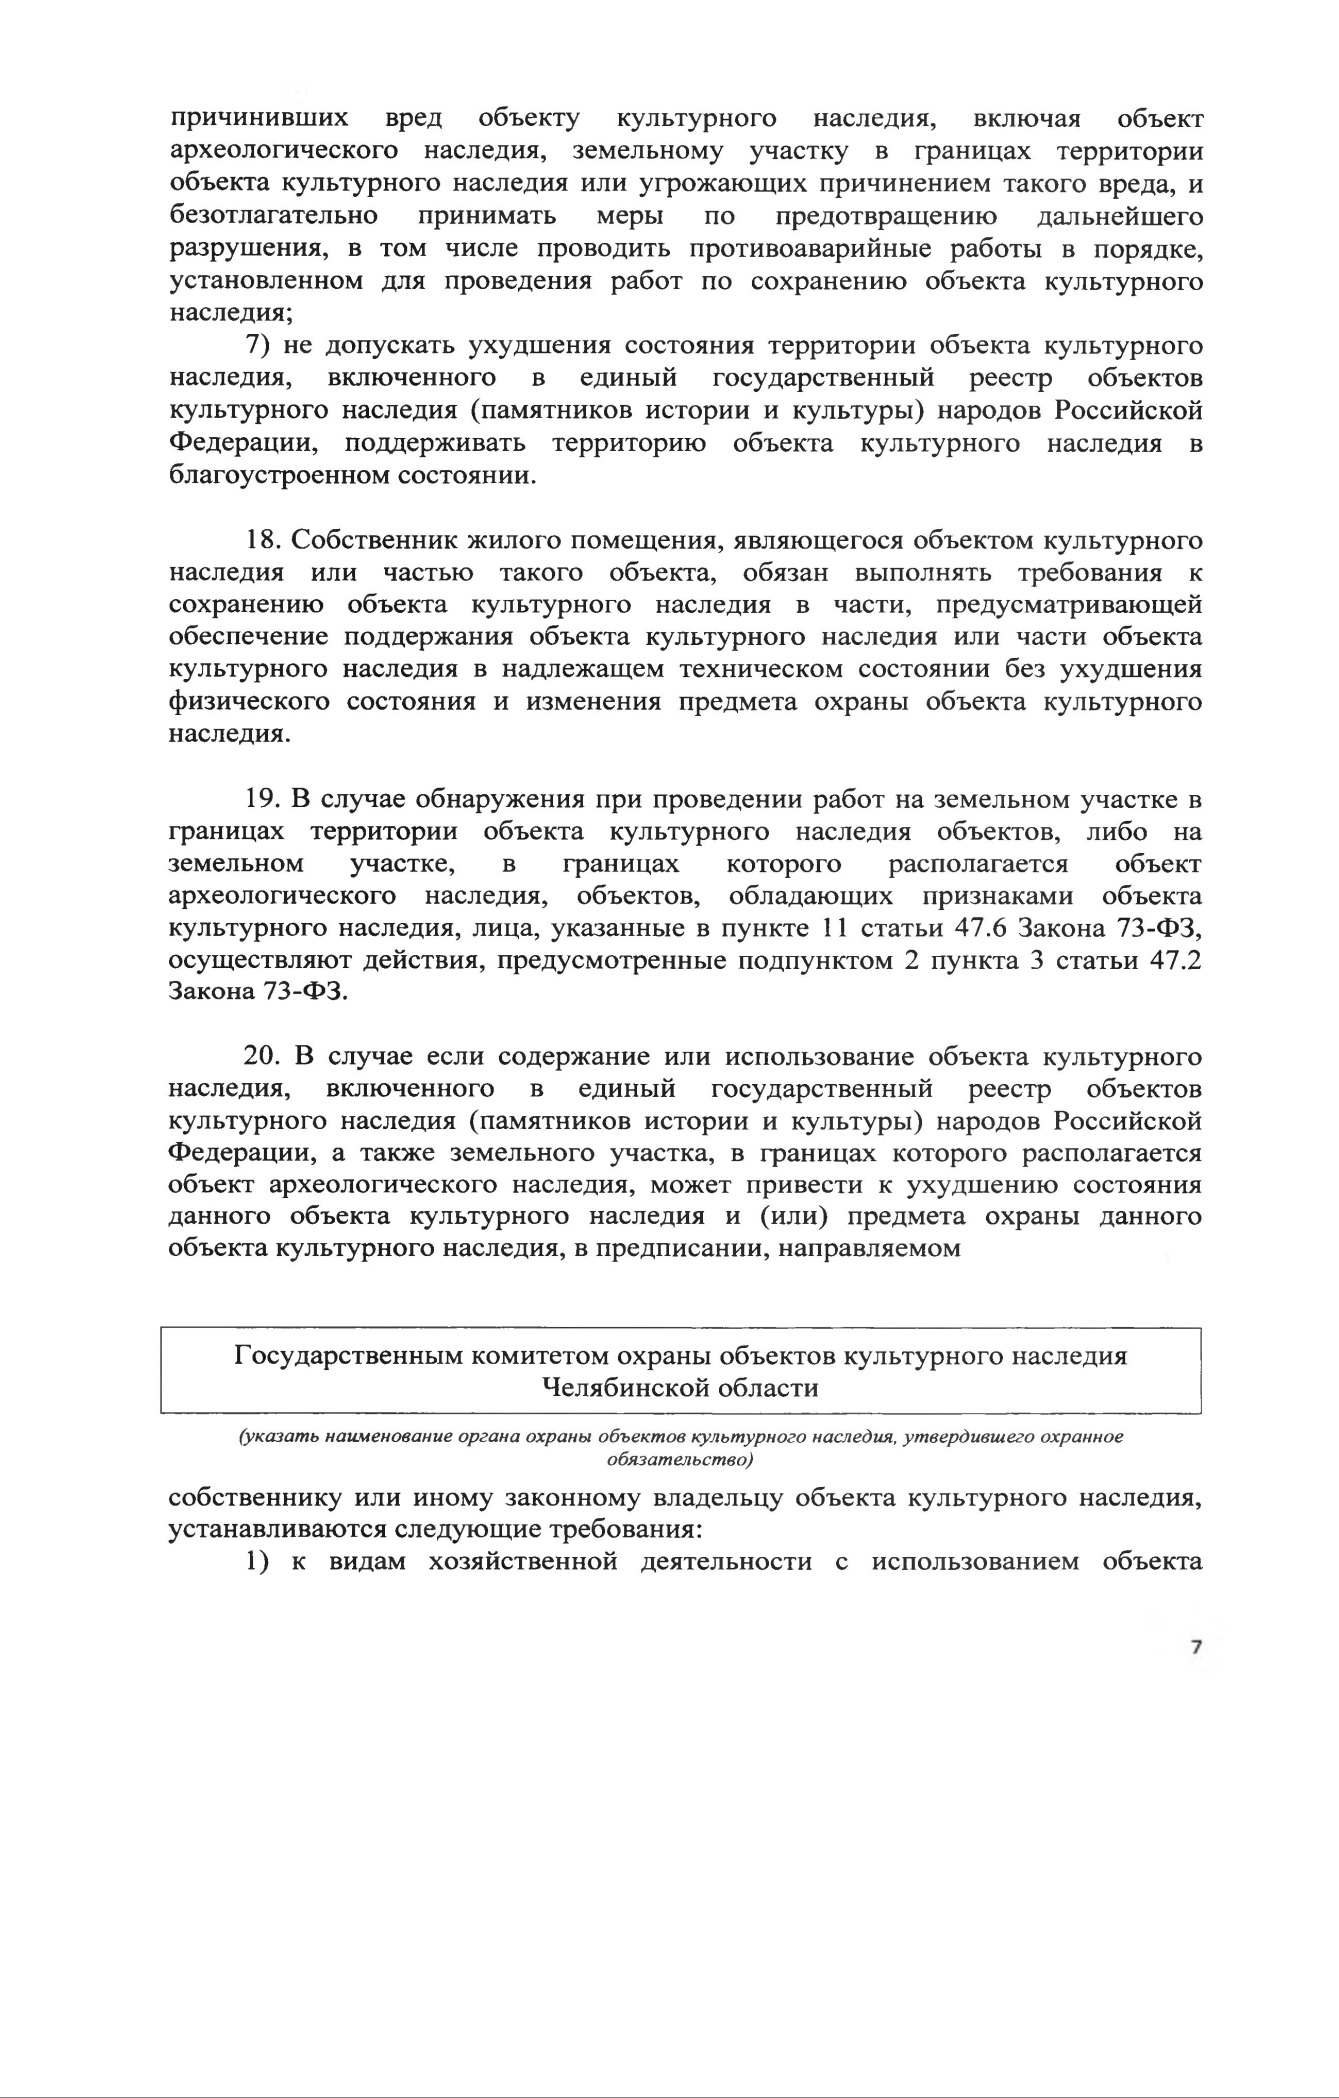 причинивших вред объекту культурного наследия, включая объект
археологического наследия, земельному участку в границах территории
объекта культурного наследия или угрожающих причинением такого вреда, и
безотлагательно принимать меры по предотвращению дальнейшего
разрушения, в том числе проводить противоаварийные работы в порядке,
установленном для проведения работ по сохранению объекта культурного
наследия;
7) не допускать ухудшения состояния территории объекта культурного
наследия, включенного в единый государственный реестр объектов
культурного наследия (памятников истории и культуры) народов Российской
Федерации, поддерживать территорию объекта культурного наследия в
благоустроенном состоянии.
18. Собственник жилого помещения, являющегося объектом культурного
наследия или частью такого объекта, обязан выполнять требования к
сохранению объекта культурного наследия в части, предусматривающей
обеспечение поддержания объекта культурного наследия или части объекта
культурного наследия в надлежащем техническом состоянии без ухудшения
физического состояния и изменения предмета охраны объекта культурного
наследия.
19. В случае обнаружения при проведении работ на земельном участке в
границах территории объекта культурного наследия объектов, либо на
земельном участке, в границах которого располагается объект
археологического наследия, объектов, обладающих признаками объекта
культурного наследия, лица, указанные в пункте 11 статьи 47.6 Закона 73-ФЗ,
осуществляют действия, предусмотренные подпунктом 2 пункта 3 статьи 47.2
Закона 73-ФЗ.
20. В случае если содержание или использование объекта культурного
наследия, включенного в единый государственный реестр объектов
культурного наследия (памятников истории и культуры) народов Российской
Федерации, а также земельного участка, в границах которого располагается
объект археологического наследия, может привести к ухудшению состояния
данного объекта культурного наследия и (или) предмета охраны данного
объекта культурного наследия, в предписании, направляемом
Государственным комитетом охраны объектов культурного наследия
Челябинской области
(указать наименование органа охраны объектов культурного наследия, утвердившего охранное
обязательство)
собственнику или иному законному владельцу объекта культурного наследия,
устанавливаются следующие требования:
1) к видам хозяйственной деятельности с использованием объекта
7